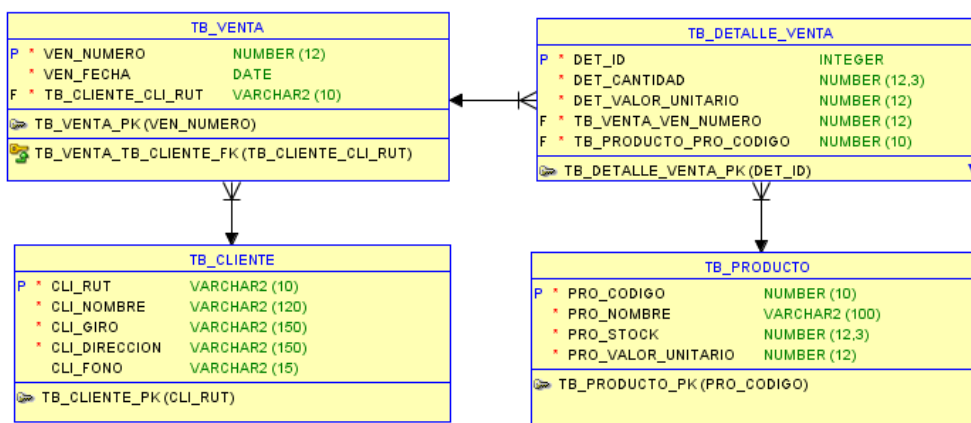 TB_VENTA
P * VEN_NUMERO NUMBER (12)
* VEN_FECHA DATE
F * TB_CLIENTE_CLI_RUT VARCHAR2 (10)
TB_VENTA_PK (VEN_NUMERO)
TB_VENTA_TB_CLIENTE_FK (TB_CLIENTE_CLI_RUT)
TB_DETALLE_VENTA
P * DET_ID INTEGER
* DET_CANTIDAD NUMBER (12,3)
* DET_VALOR_UNITARIO NUMBER (12)
F * TB_VENTA_VEN_NUMERO NUMBER (12)
F * TB_PRODUCTO_PRO_CODIGO NUMBER (10)
TB_DETALLE_VENTA_PK (DET_ID)
TB_CLIENTE
P * CLI_RUT VARCHAR2 (10)
* CLI_NOMBRE VARCHAR2 (120)
* CLI_GIRO VARCHAR2 (150)
* CLI_DIRECCION VARCHAR2 (150)
CLI_FONO VARCHAR2 (15)
TB_CLIENTE_PK (CLI_RUT)
TB_PRODUCTO
P * PRO_CODIGO NUMBER (10)
* PRO_NOMBRE VARCHAR2 (100)
* PRO_STOCK NUMBER (12,3)
* PRO_VALOR_UNITARIO NUMBER (12)
TB_PRODUCTO_PK (PRO_CODIGO)